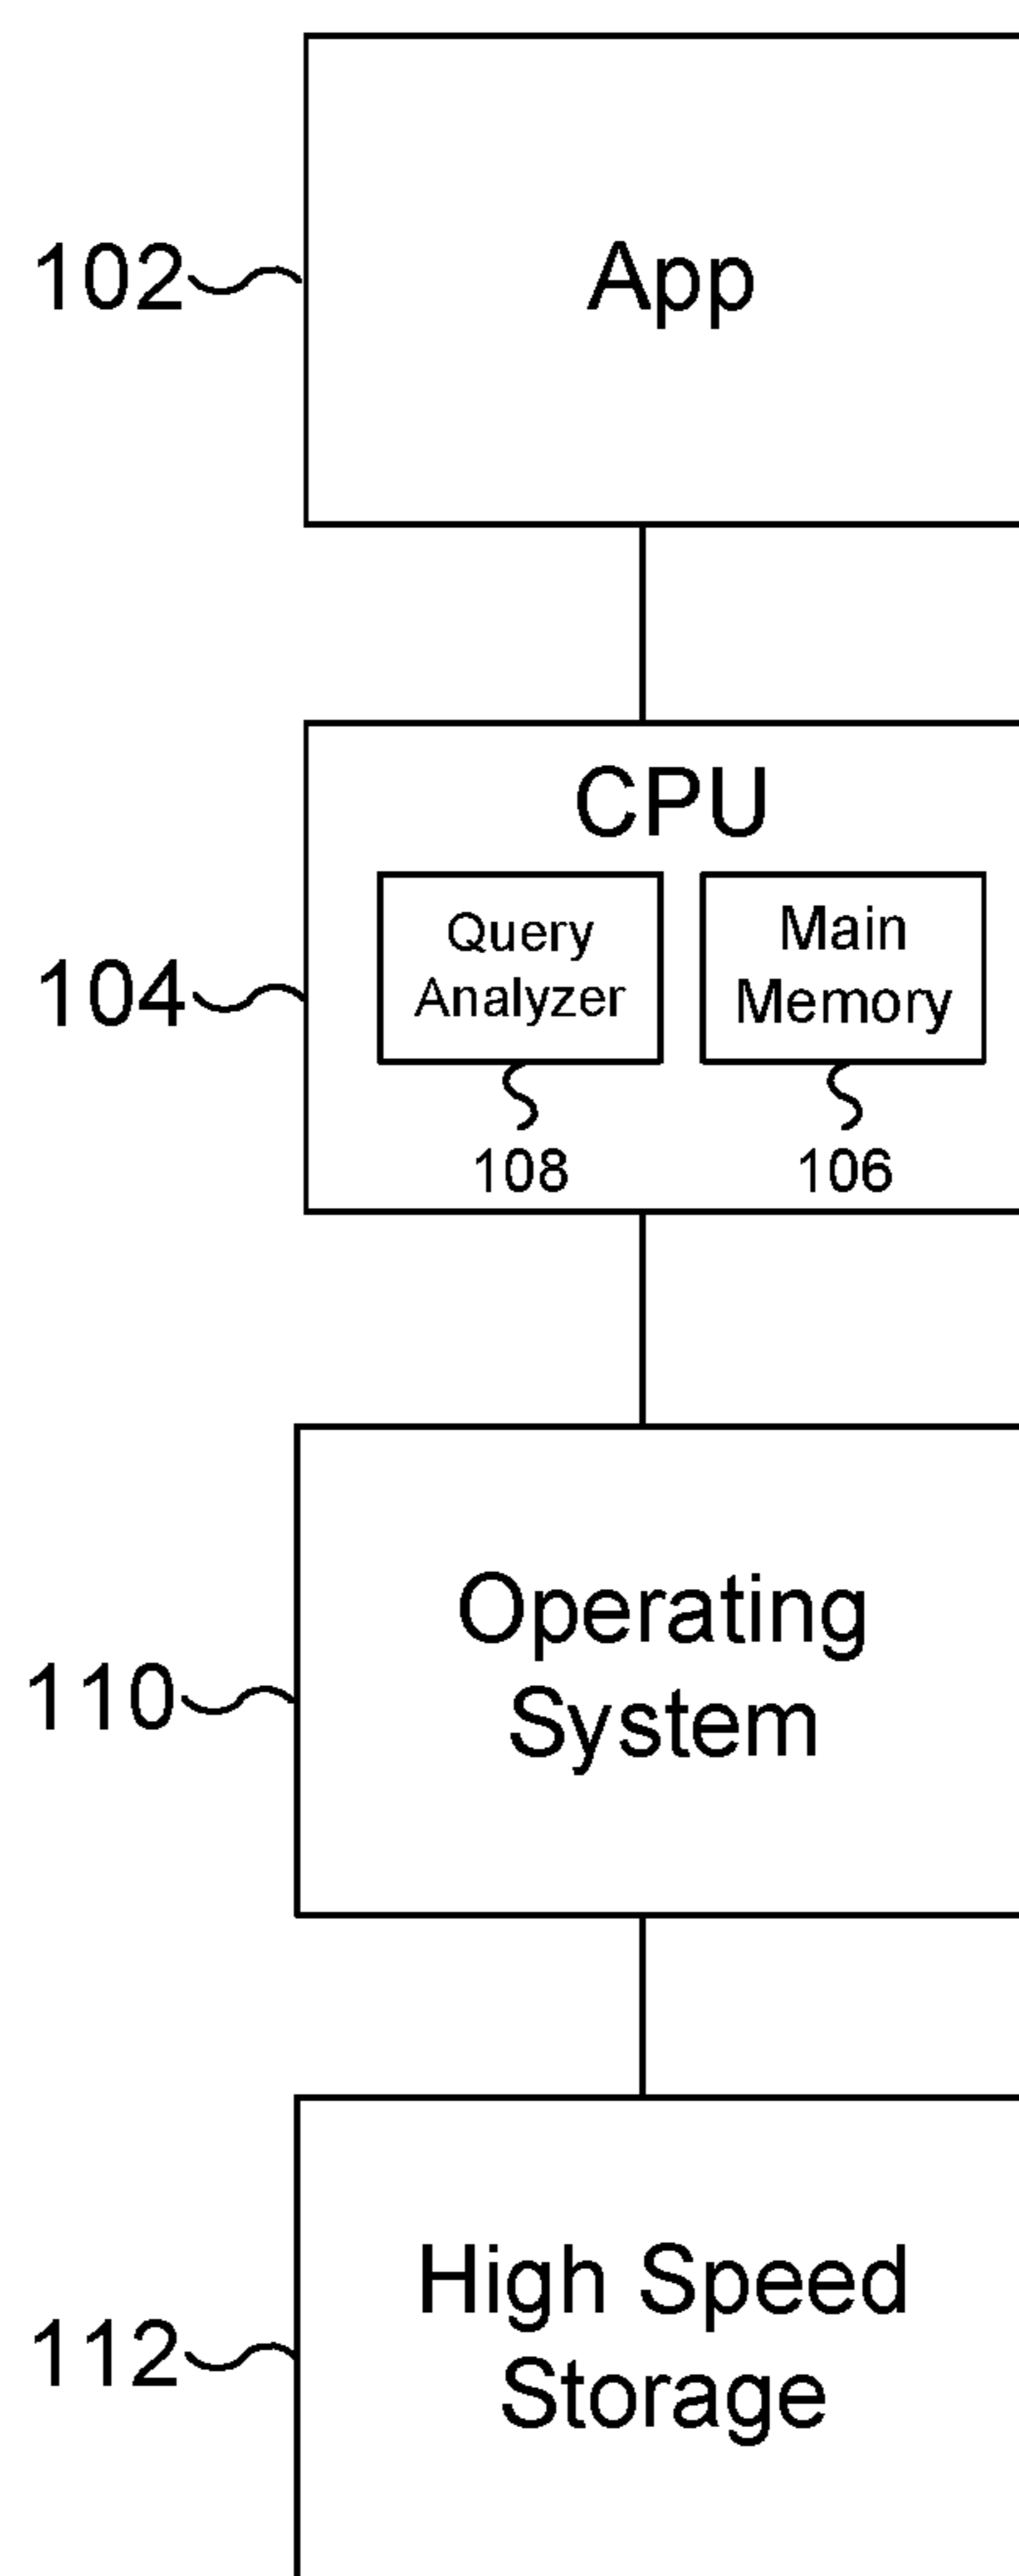 App
102
CPU
Query
Analyzer
Main
Memory
104
108
106
Operating
System
110
High Speed
Storage
112